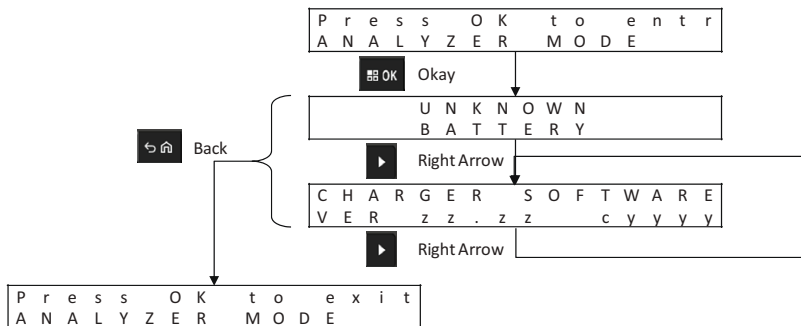 Press OK to entr
ANALYZER MODE
OK Okay
UNKNOWN
BATTERY
Back
Right Arrow
CHARGER SOFTWARE
VER zz.zz cyyyy
Right Arrow
Press OK to exit
ANALYZER MODE